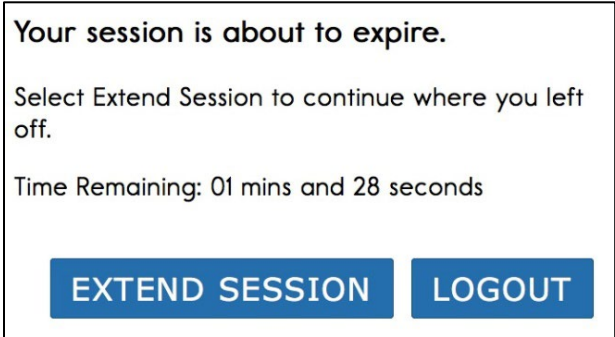 Your session is about to expire.
Select Extend Session to continue where you left
off.
Time Remaining: 01 mins and 28 seconds
EXTEND SESSION LOGOUT